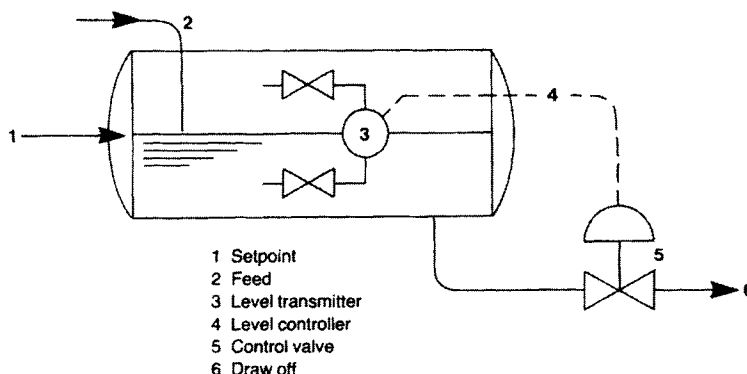 2
1
3
4
5
6
1 Setpoint
2 Feed
3 Level transmitter
4 Level controller
5 Control valve
6 Draw off